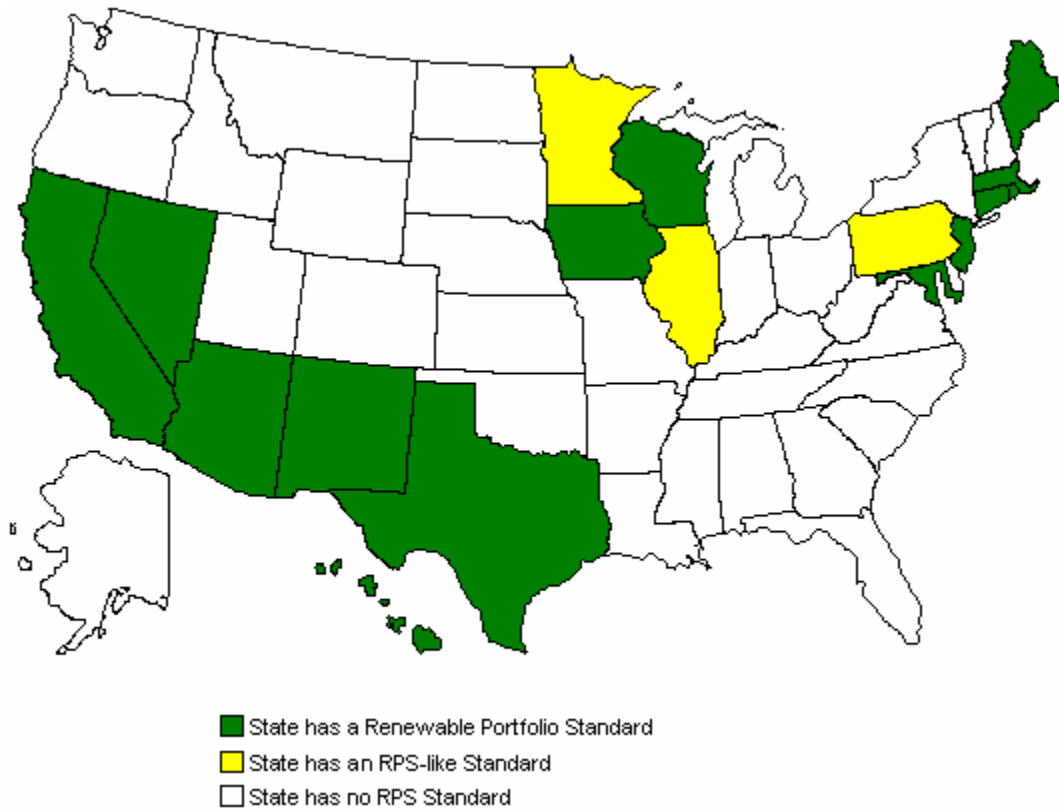 State has a Renewable Portfolio Standard
State has an RPS-like Standard
State has no RPS Standard